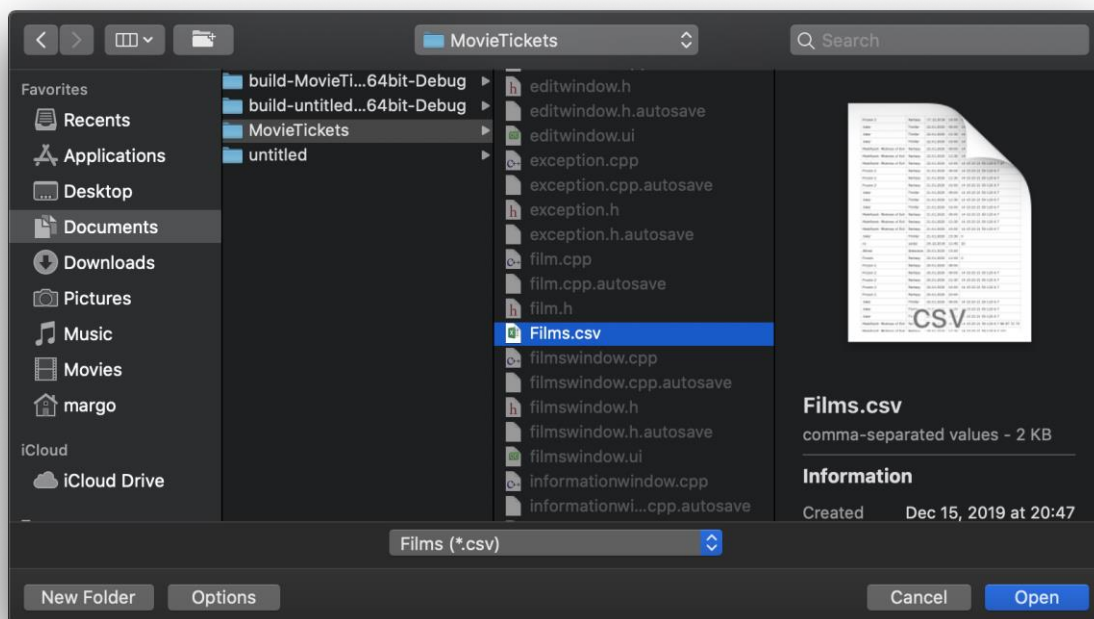 MovieTickets
Search
Favorites
Recents
Applications
Desktop
Documents
Downloads
Pictures
Music
Movies
margo
iCloud
iCloud Drive
build-MovieTi...64bit-Debug
build-untitled...64bit-Debug
MovieTickets
untitled
editwindow.h
editwindow.h.autosave
editwindow.ui
exception.cpp
exception.cpp.autosave
exception.h
exception.h.autosave
film.cpp
film.cpp.autosave
film.h
Films.csv
filmswindow.cpp
filmswindow.cpp.autosave
filmswindow.h
filmswindow.h.autosave
filmswindow.ui
informationwindow.cpp
informationwi...cpp.autosave
CSV
Films.csv
comma-separated values - 2 KB
Information
Created Dec 15, 2019 at 20:47
Films (*.csv)
New Folder
Options
Cancel
Open